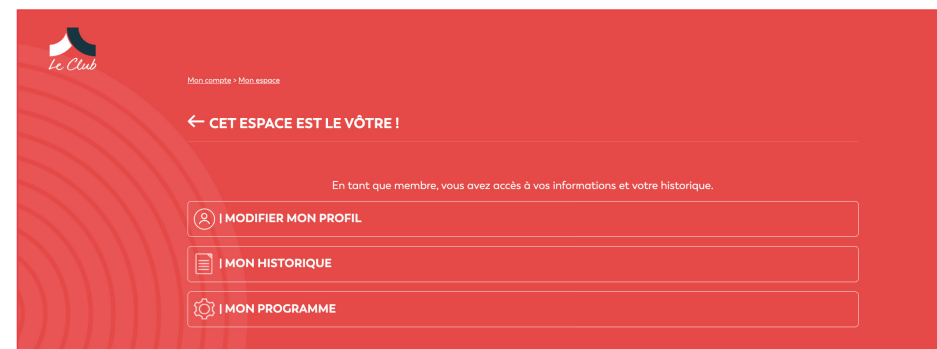 Le Club
Mon compte > Mon espace
← CET ESPACE EST LE VÔTRE !
En tant que membre, vous avez accès à vos informations et votre historique.
| MODIFIER MON PROFIL
| MON HISTORIQUE
| MON PROGRAMME